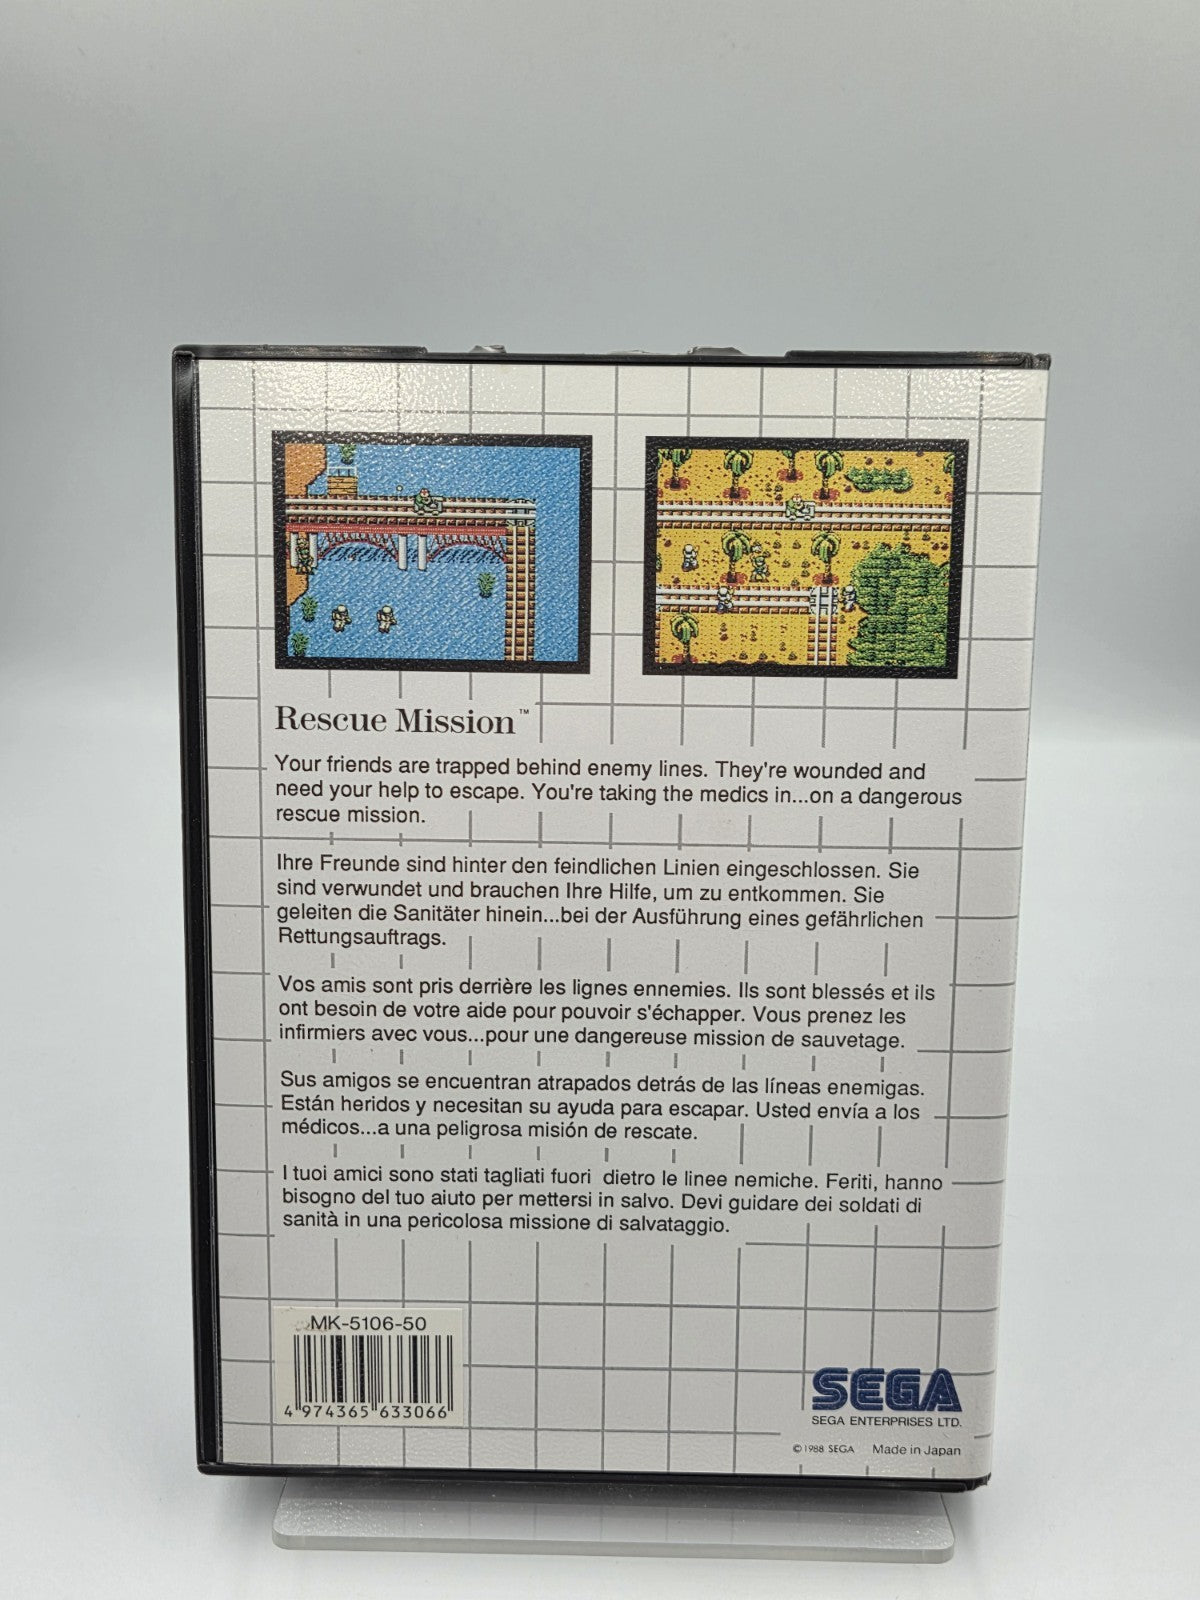 Rescue Mission™
Your friends are trapped behind enemy lines. They're wounded and
need your help to escape. You're taking the medics in...on a dangerous
rescue mission.
Ihre Freunde sind hinter den feindlichen Linien eingeschlossen. Sie
sind verwundet und brauchen Ihre Hilfe, um zu entkommen. Sie
geleiten die Sanitäter hinein...bei der Ausführung eines gefährlichen
Rettungsauftrags.
Vos amis sont pris derrière les lignes ennemies. Ils sont blessés et ils
ont besoin de votre aide pour pouvoir s'échapper. Vous prenez les
infirmiers avec vous...pour une dangereuse mission de sauvetage.
Sus amigos se encuentran atrapados detrás de las líneas enemigas.
Están heridos y necesitan su ayuda para escapar. Usted envía a los
médicos...a una peligrosa misión de rescate.
I tuoi amici sono stati tagliati fuori dietro le linee nemiche. Feriti, hanno
bisogno del tuo aiuto per mettersi in salvo. Devi guidare dei soldati di
sanità in una pericolosa missione di salvataggio.
MK-5106-50
4 974365 633066
SEGA
SEGA ENTERPRISES LTD.
© 1988 SEGA Made in Japan